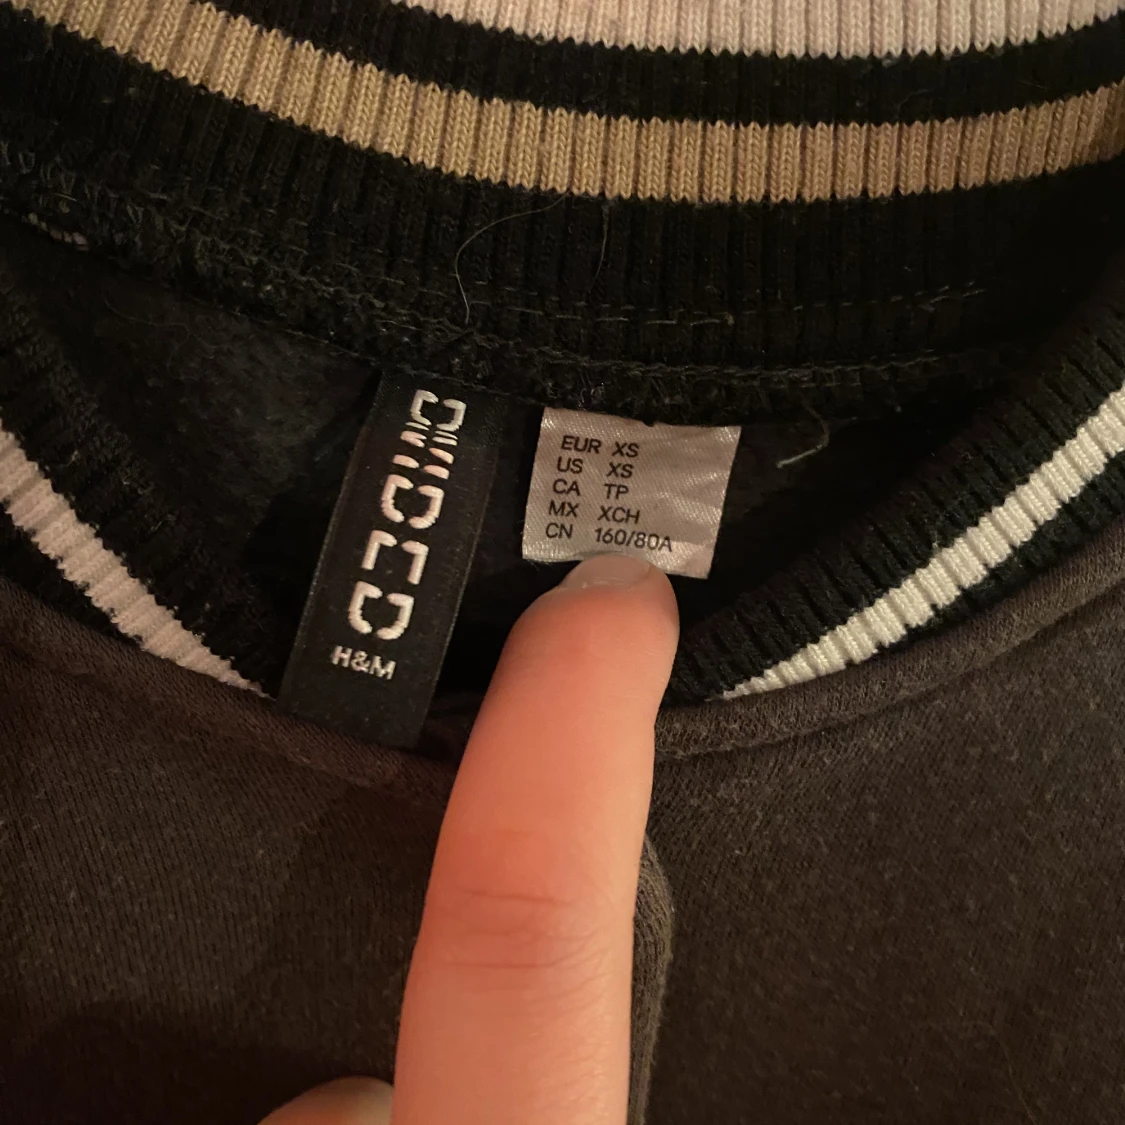 DIVIDED
H&M
EUR XS
US XS
CA TP
MX XCH
CN 160/80A